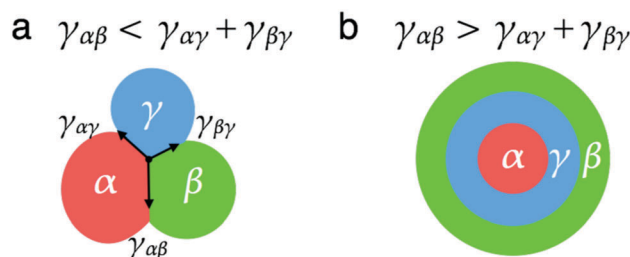 a γαβ < γαγ + γβγ
b γαβ > γαγ + γβγ
γ
γαγ
γβγ
α
β
γαβ
α γ β